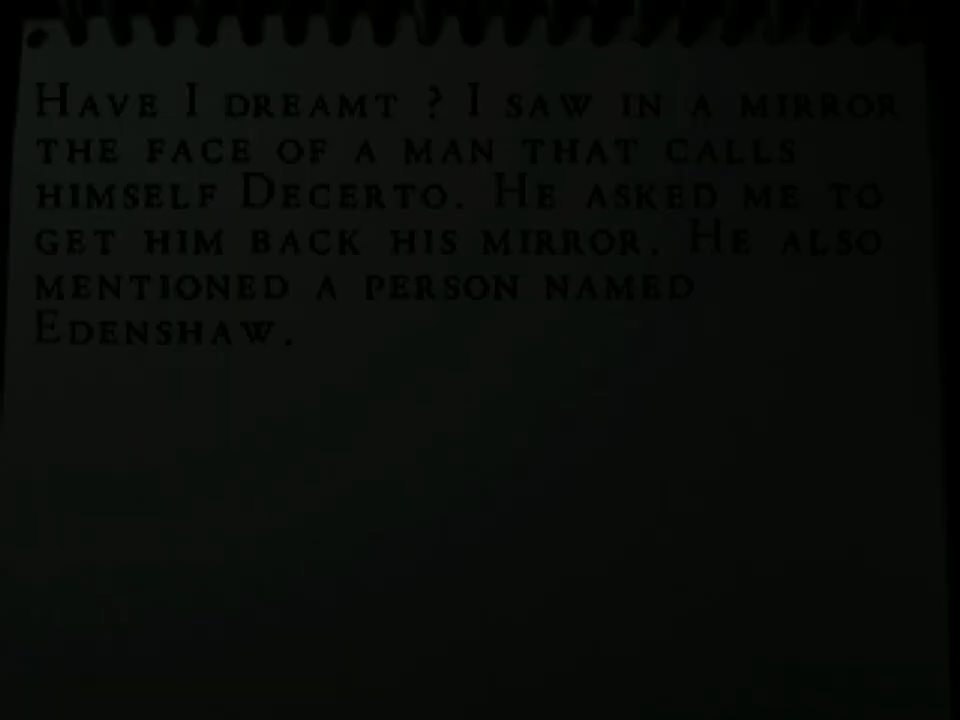 Have I dreamt ? I saw in a mirror
the face of a man that calls
himself Decerto. He asked me to
get him back his mirror. He also
mentioned a person named
Edenshaw.